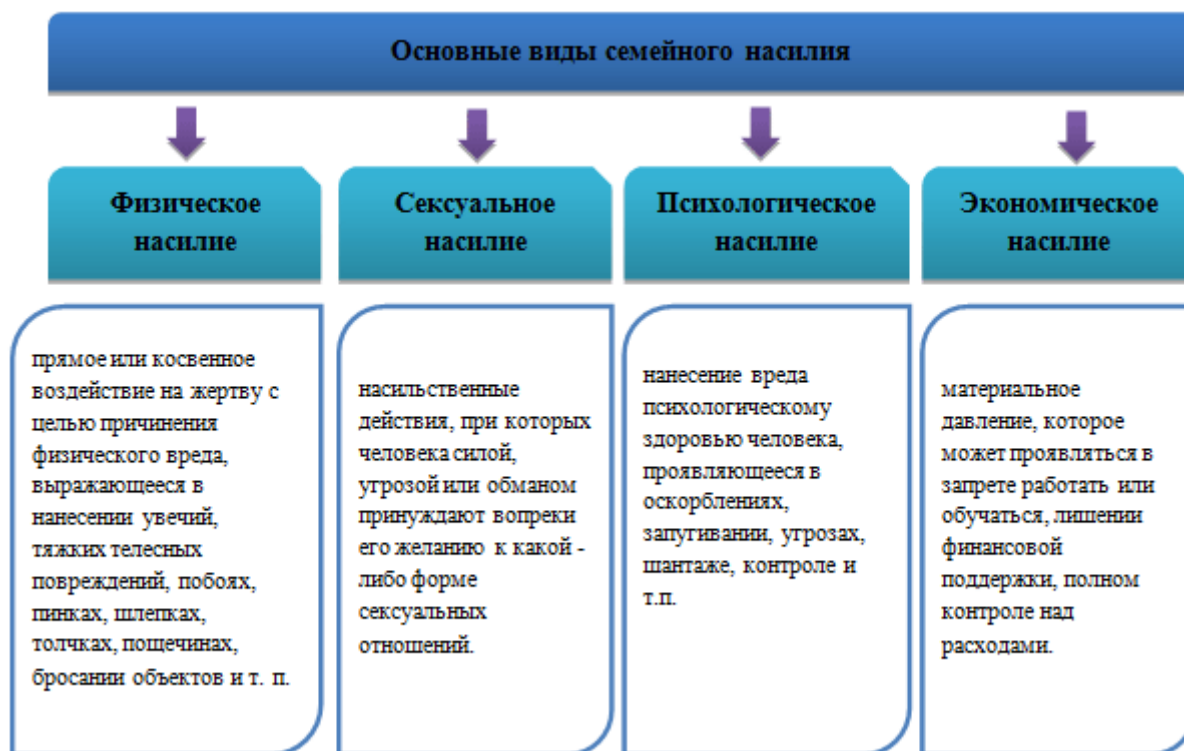 Основные виды семейного насилия
Физическое
насилие
Сексуальное
насилие
Психологическое
насилие
Экономическое
насилие
прямое или косвенное
воздействие на жертву с
целью причинения
физического вреда,
выражающееся в
нанесении увечий,
тяжких телесных
повреждений, побоях,
пинках, шлепках,
толчках, пощечинах,
бросании объектов и т. п.
насильственные
действия, при которых
человека силой,
угрозой или обманом
принуждают вопреки
его желанию к какой -
либо форме
сексуальных
отношений.
нанесение вреда
психологическому
здоровью человека,
проявляющееся в
оскорблениях,
запугивании, угрозах,
шантаже, контроле и
т.п.
материальное
давление, которое
может проявляться в
запрете работать или
обучаться, лишении
финансовой
поддержки, полном
контроле над
расходами.